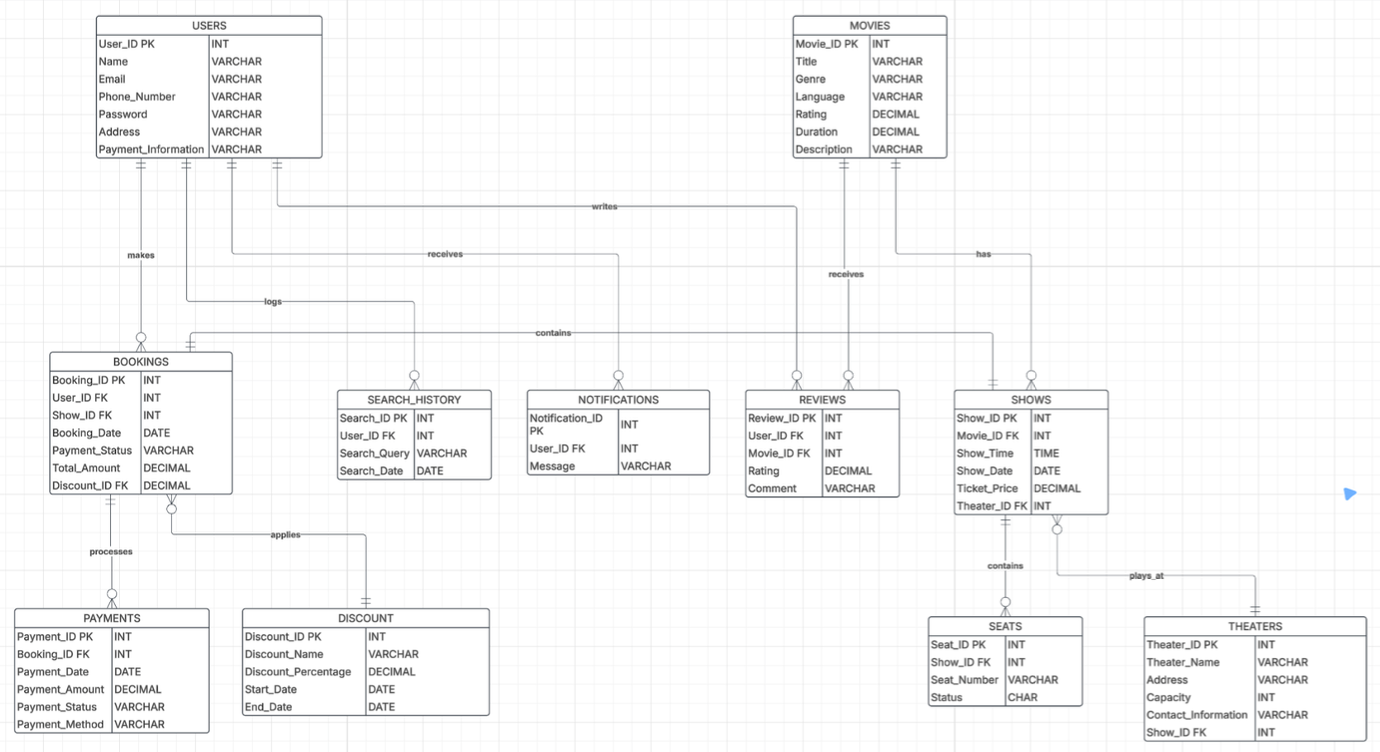 USERS
User_ID PK INT
Name VARCHAR
Email VARCHAR
Phone_Number VARCHAR
Password VARCHAR
Address VARCHAR
Payment_Information VARCHAR
MOVIES
Movie_ID PK INT
Title VARCHAR
Genre VARCHAR
Language VARCHAR
Rating DECIMAL
Duration DECIMAL
Description VARCHAR
writes
makes
receives
has
receives
logs
contains
BOOKINGS
Booking_ID PK INT
User_ID FK INT
Show_ID FK INT
Booking_Date DATE
Payment_Status VARCHAR
Total_Amount DECIMAL
Discount_ID FK DECIMAL
SEARCH_HISTORY
Search_ID PK INT
User_ID FK INT
Search_Query VARCHAR
Search_Date DATE
NOTIFICATIONS
Notification_ID
PK INT
User_ID FK INT
Message VARCHAR
REVIEWS
Review_ID PK INT
User_ID FK INT
Movie_ID FK INT
Rating DECIMAL
Comment VARCHAR
SHOWS
Show_ID PK INT
Movie_ID FK INT
Show_Time TIME
Show_Date DATE
Ticket_Price DECIMAL
Theater_ID FK INT
applies
processes
contains
plays_at
PAYMENTS
Payment_ID PK INT
Booking_ID FK INT
Payment_Date DATE
Payment_Amount DECIMAL
Payment_Status VARCHAR
Payment_Method VARCHAR
DISCOUNT
Discount_ID PK INT
Discount_Name VARCHAR
Discount_Percentage DECIMAL
Start_Date DATE
End_Date DATE
SEATS
Seat_ID PK INT
Show_ID FK INT
Seat_Number VARCHAR
Status CHAR
THEATERS
Theater_ID PK INT
Theater_Name VARCHAR
Address VARCHAR
Capacity INT
Contact_Information VARCHAR
Show_ID FK INT